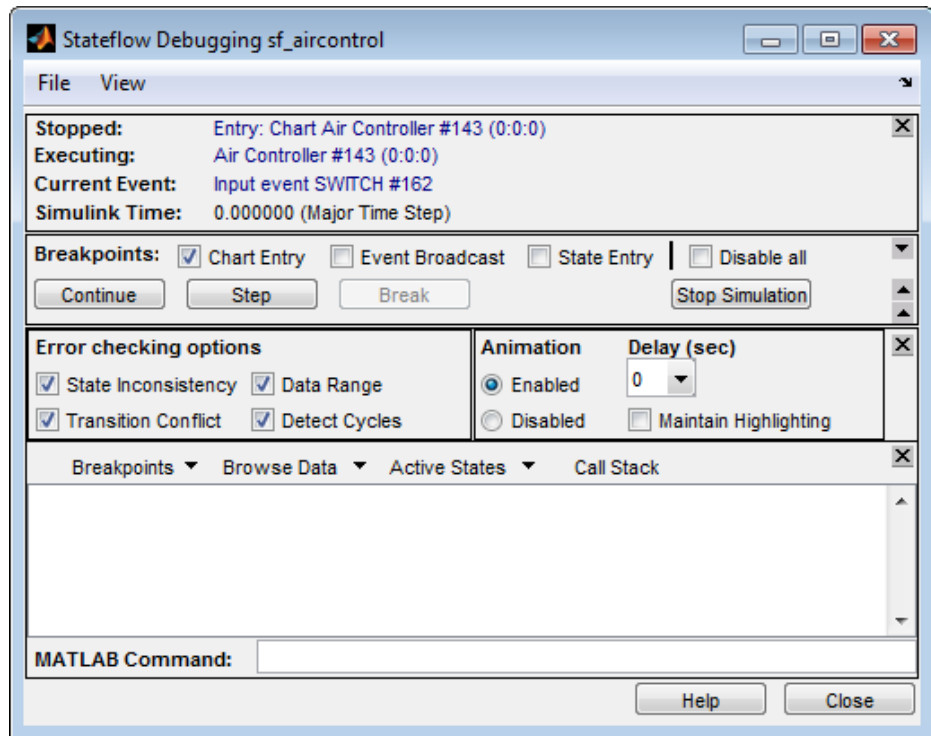 Stateflow Debugging sf_aircontrol
File View
Stopped: Entry: Chart Air Controller #143 (0:0:0)
Executing: Air Controller #143 (0:0:0)
Current Event: Input event SWITCH #162
Simulink Time: 0.000000 (Major Time Step)
Breakpoints: Chart Entry Event Broadcast State Entry Disable all
Continue Step Break Stop Simulation
Error checking options Animation Delay (sec)
State Inconsistency Data Range Enabled 0
Transition Conflict Detect Cycles Disabled Maintain Highlighting
Breakpoints Browse Data Active States Call Stack
MATLAB Command:
Help Close